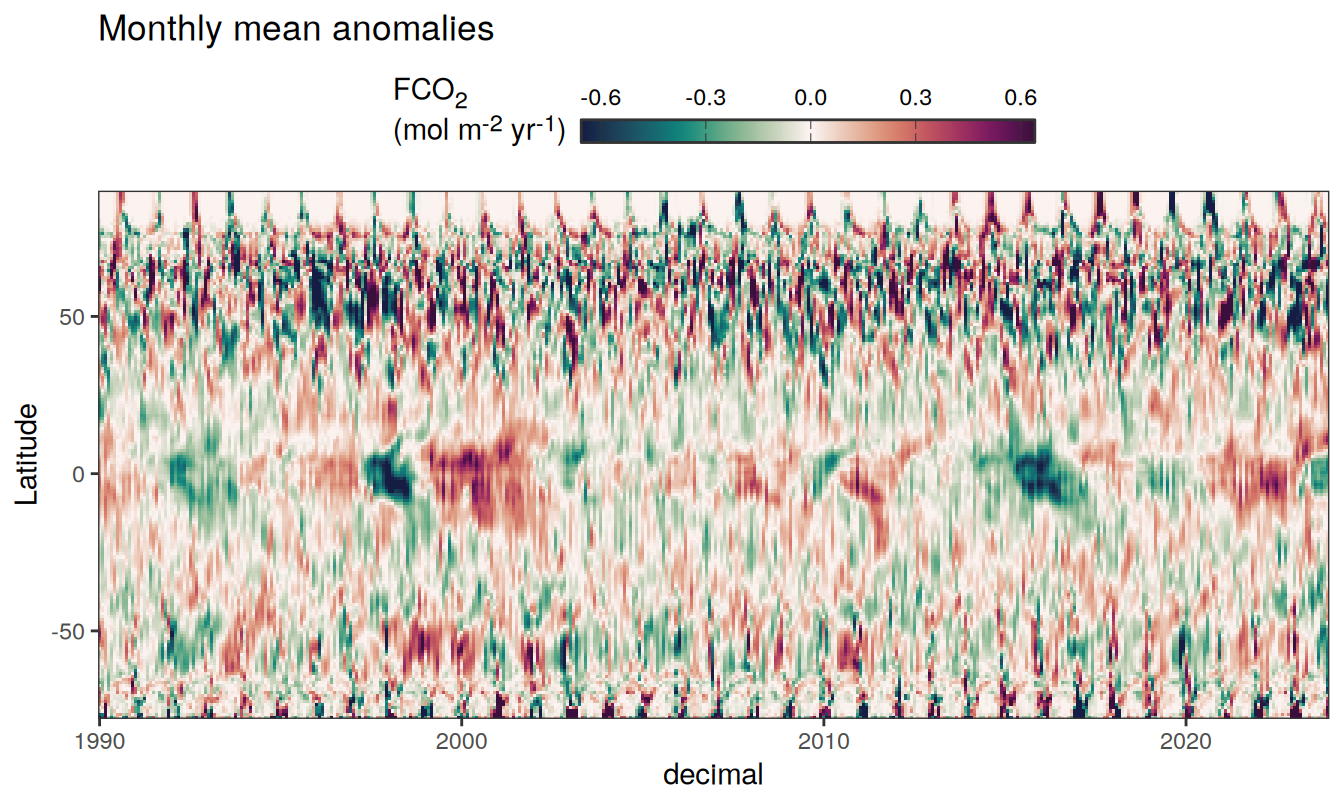 Monthly mean anomalies
FCO₂
(mol m⁻² yr⁻¹)
-0.6 -0.3 0.0 0.3 0.6
Latitude
50
0
-50
1990 2000 2010 2020
decimal